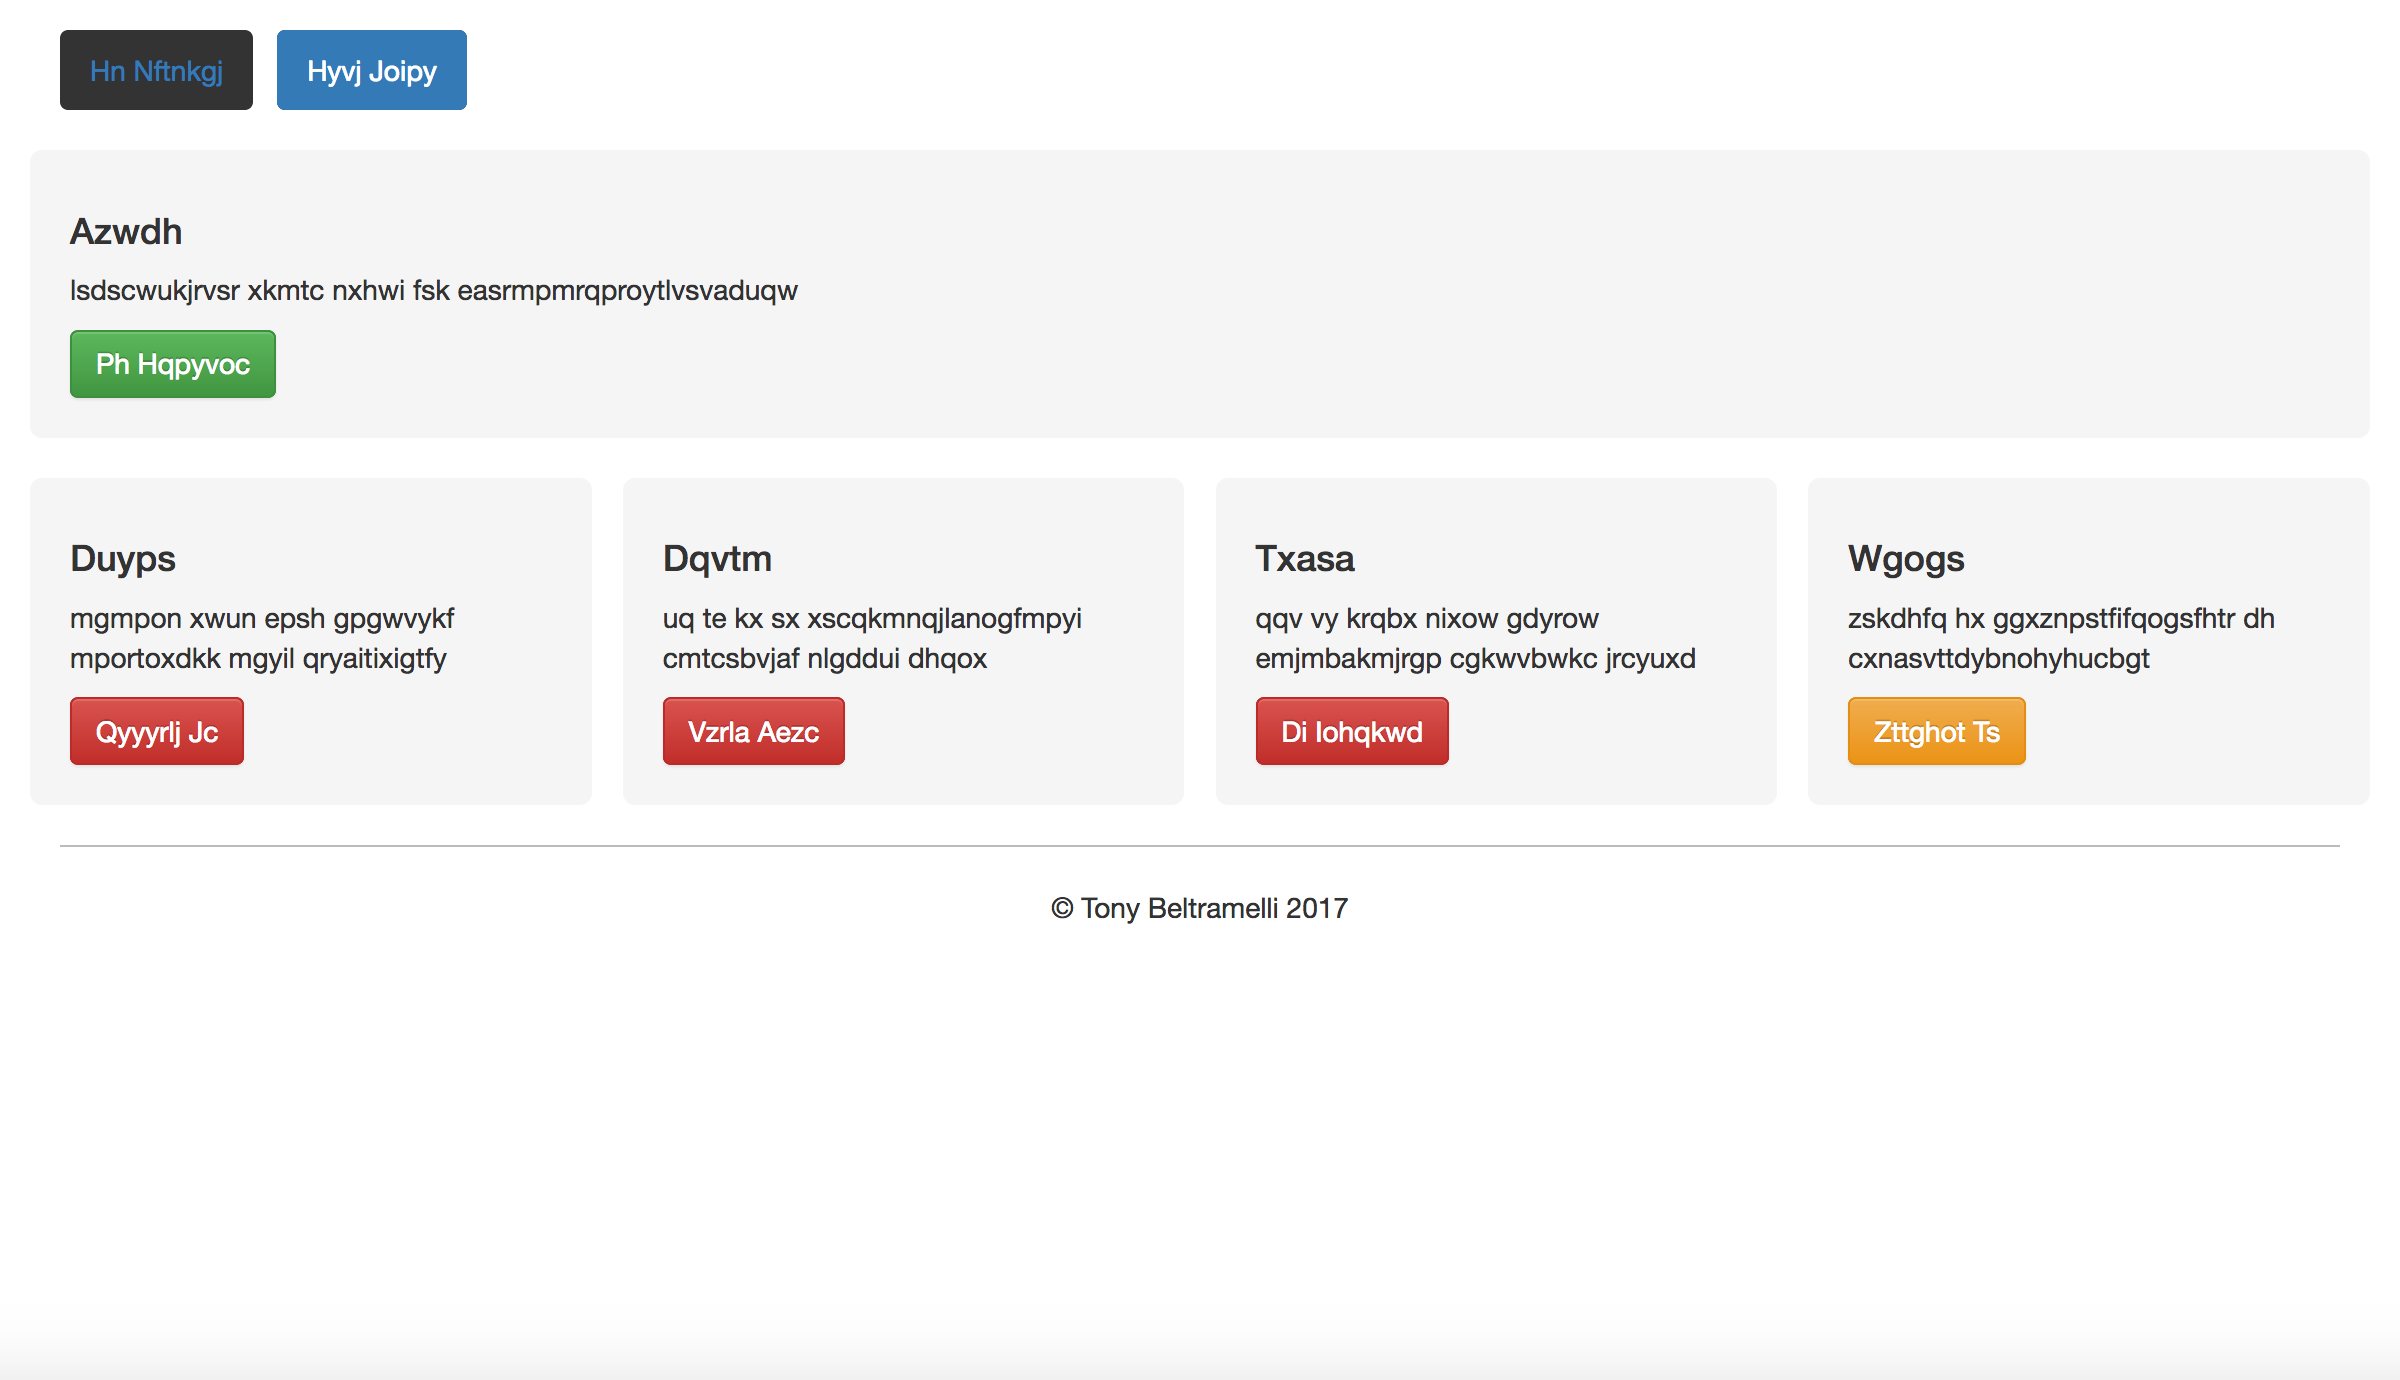 Hn Nftnkgj
Hyvj Joipy
Azwdh
lsdscwukjrvsr xkmtc nxhwi fsk easrmpmrqproytlvsvaduqw
Ph Hqpyvoc
Duyps
mgmpon xwun epsh gpgwvykf
mportoxdkk mgyil qryaitixigtfy
Qyyyrlj Jc
Dqvtm
uq te kx sx xscqkmnqjlanogfmpyi
cmtcsbvjaf nlgddui dhqox
Vzrla Aezc
Txasa
qqv vy krqbx nixow gdyrow
emjmbakmjrgp cgkwvbwkc jrcyuxd
Di Iohqkwd
Wgogs
zskdhfq hx ggxznpstfifqogsfhtr dh
cxnasvttdybnohyhucbgt
Zttghot Ts
© Tony Beltramelli 2017